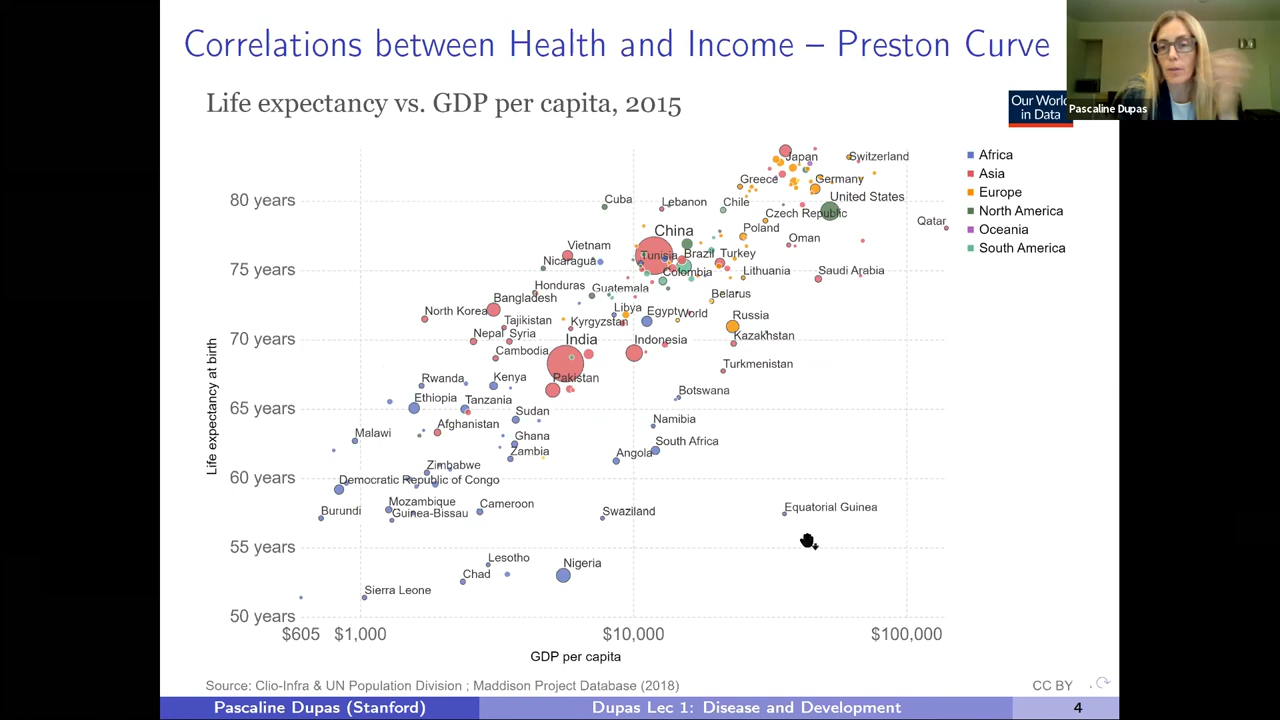 Correlations between Health and Income – Preston Curve
Life expectancy vs. GDP per capita, 2015
Our World
in Data
Pascaline Dupas
Africa
Asia
Europe
North America
Oceania
South America
Japan
Switzerland
Greece
Germany
80 years
Cuba
Lebanon
Chile
United States
Czech Republic
Qatar
China
Poland
Oman
Vietnam
Tunisia
Brazil
Turkey
Nicaragua
75 years
Colombia
Lithuania
Saudi Arabia
Honduras
Guatemala
Belarus
Bangladesh
North Korea
Libya
Egypt
World
Russia
Tajikistan
Kyrgyzstan
70 years
Nepal
Syria
India
Indonesia
Kazakhstan
Cambodia
Turkmenistan
Rwanda
Kenya
Pakistan
Botswana
65 years
Ethiopia
Tanzania
Sudan
Namibia
Malawi
Afghanistan
Ghana
South Africa
Zambia
Angola
Zimbabwe
60 years
Democratic Republic of Congo
Mozambique
Cameroon
Burundi
Guinea-Bissau
Swaziland
Equatorial Guinea
55 years
Lesotho
Nigeria
Chad
Sierra Leone
50 years
Life expectancy at birth
$605
$1,000
$10,000
$100,000
GDP per capita
Source: Clio-Infra & UN Population Division ; Maddison Project Database (2018)
CC BY
Pascaline Dupas (Stanford)
Dupas Lec 1: Disease and Development
4